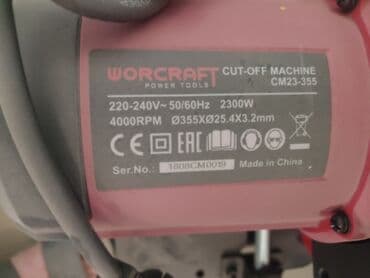 WORCRAFT
POWER TOOLS
CUT-OFF MACHINE
CM23-355
220-240V~ 50/60Hz 2300W
4000RPM Ø355XØ25.4X3.2mm
CE EAC
Ser.No.: 1808CM0019 Made in China